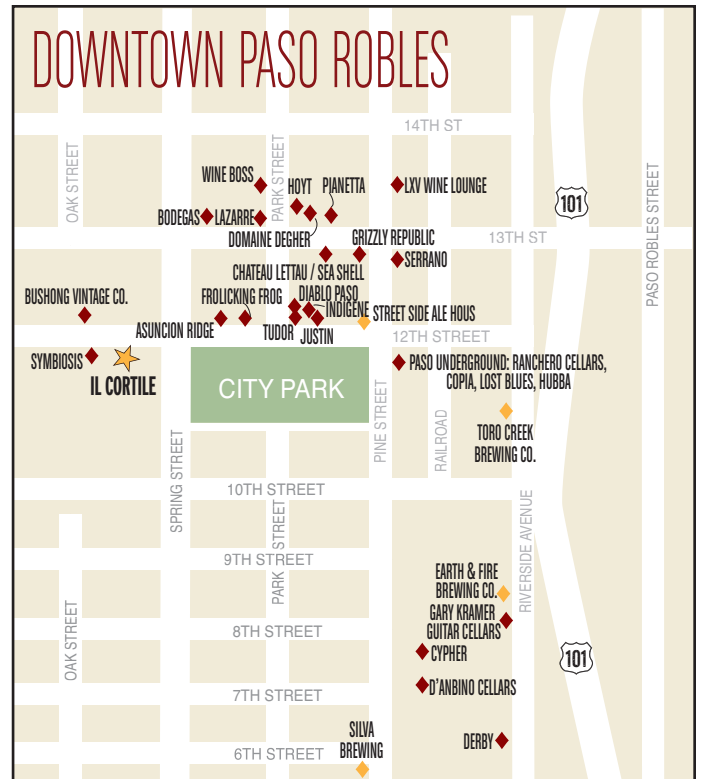 DOWNTOWN PASO ROBLES
14TH ST
OAK STREET
PARK STREET
WINE BOSS
HOYT
PIANETTA
LXV WINE LOUNGE
101
PASO ROBLES STREET
BODEGAS
LAZARRE
DOMAINE DEGHER
GRIZZLY REPUBLIC
13TH ST
SERRANO
CHATEAU LETTAU / SEA SHELL
BUSHONG VINTAGE CO.
FROLICKING FROG
DIABLO PASO
INDIGENE
STREET SIDE ALE HOUS
ASUNCION RIDGE
TUDOR
JUSTIN
12TH STREET
SYMBIOSIS
IL CORTILE
CITY PARK
PASO UNDERGROUND: RANCHERO CELLARS,
COPIA, LOST BLUES, HUBBA
PINE STREET
RAILROAD
TORO CREEK
BREWING CO.
SPRING STREET
10TH STREET
PARK STREET
RIVERSIDE AVENUE
9TH STREET
EARTH & FIRE
BREWING CO.
GARY KRAMER
GUITAR CELLARS
OAK STREET
8TH STREET
CYPHER
101
7TH STREET
D'ANBINO CELLARS
SILVA
BREWING
DERBY
6TH STREET